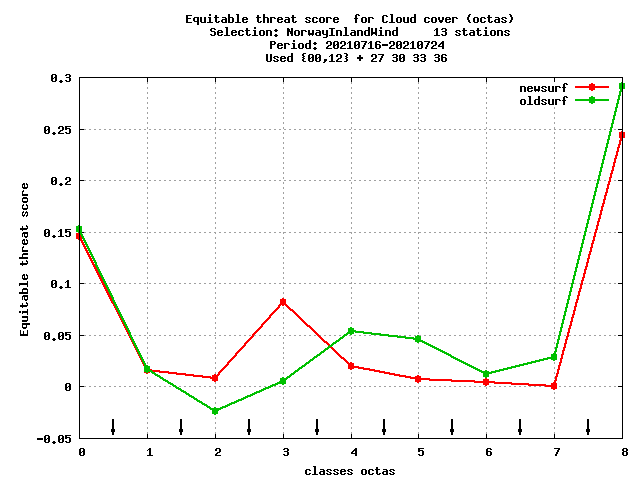 Equitable threat score  for Cloud cover (octas)
Selection: NorwayInlandWind     13 stations
Period: 20210716-20210724
Used {00,12} + 27 30 33 36
newsurf
oldsurf
Equitable threat score
0.3
0.25
0.2
0.15
0.1
0.05
0
-0.05
0 1 2 3 4 5 6 7 8
classes octas